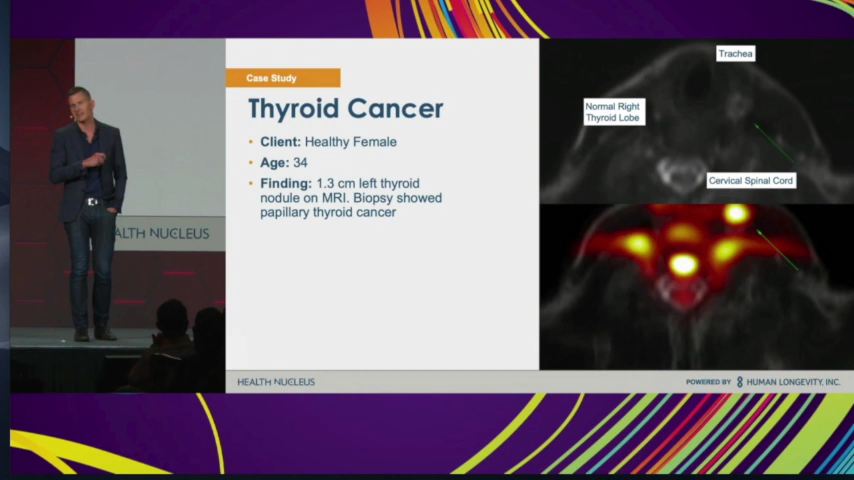 ALTH NUCLEUS
Case Study
Thyroid Cancer
• Client: Healthy Female
• Age: 34
• Finding: 1.3 cm left thyroid
nodule on MRI. Biopsy showed
papillary thyroid cancer
Trachea
Normal Right
Thyroid Lobe
Cervical Spinal Cord
HEALTH NUCLEUS
POWERED BY HUMAN LONGEVITY, INC.